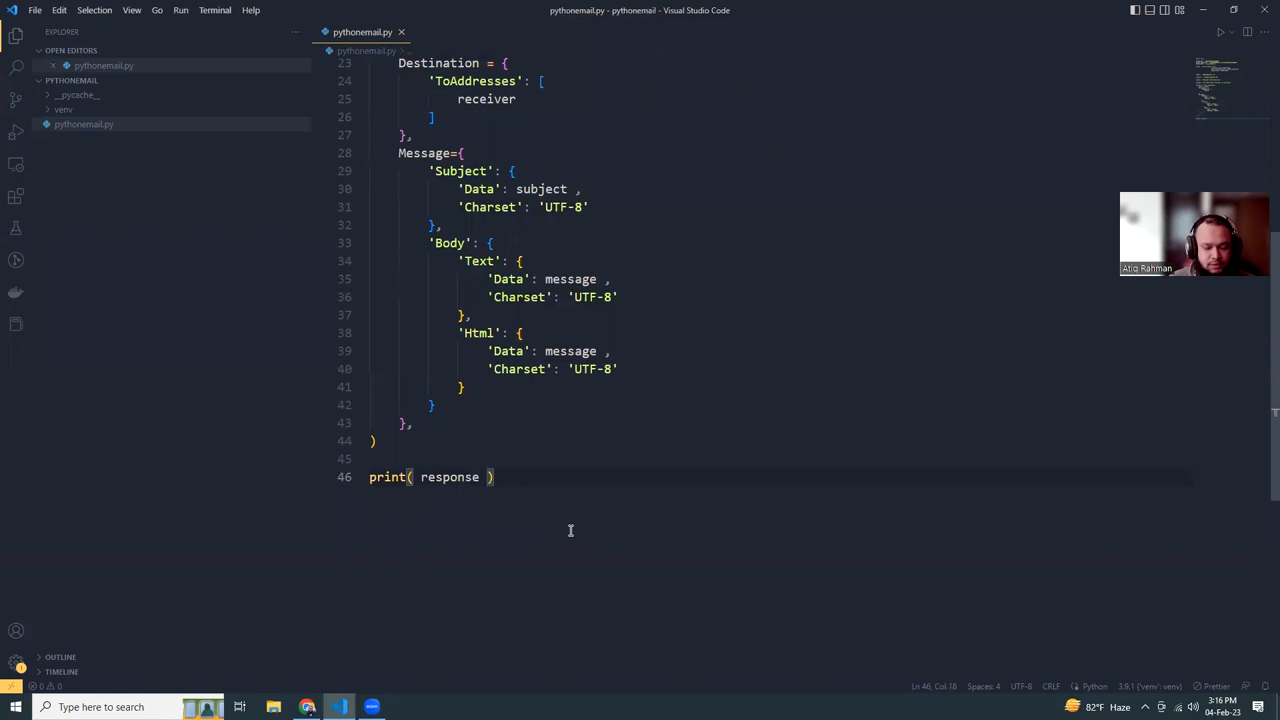 File Edit Selection View Go Run Terminal Help
pythonemail.py - pythonemail - Visual Studio Code
EXPLORER
OPEN EDITORS
pythonemail.py
PYTHONEMAIL
__pycache__
venv
pythonemail.py
pythonemail.py
pythonemail.py > ...
23 Destination = {
24 'ToAddresses': [
25 receiver
26 ]
27 },
28 Message={
29 'Subject': {
30 'Data': subject ,
31 'Charset': 'UTF-8'
32 },
33 'Body': {
34 'Text': {
35 'Data': message ,
36 'Charset': 'UTF-8'
37 },
38 'Html': {
39 'Data': message ,
40 'Charset': 'UTF-8'
41 }
42 }
43 },
44 )
45
46 print( response )
Atiq Rahman
OUTLINE
TIMELINE
1
0 0
Ln 46, Col 18 Spaces: 4 UTF-8 CRLF Python 3.9.1 ('venv': venv) Prettier
Type here to search
zoom
82°F Haze
3:16 PM
04-Feb-23